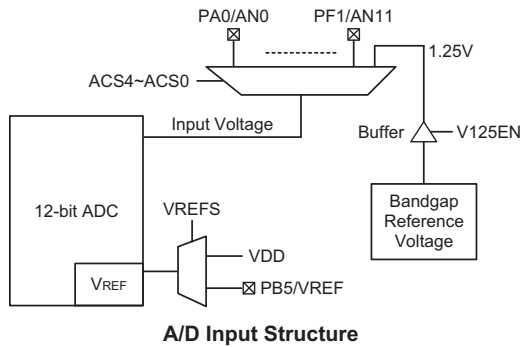 PA0/AN0
PF1/AN11
1.25V
ACS4~ACS0
Input Voltage
Buffer
V125EN
12-bit ADC
VREFS
Bandgap
Reference
Voltage
VDD
VREF
PB5/VREF
A/D Input Structure